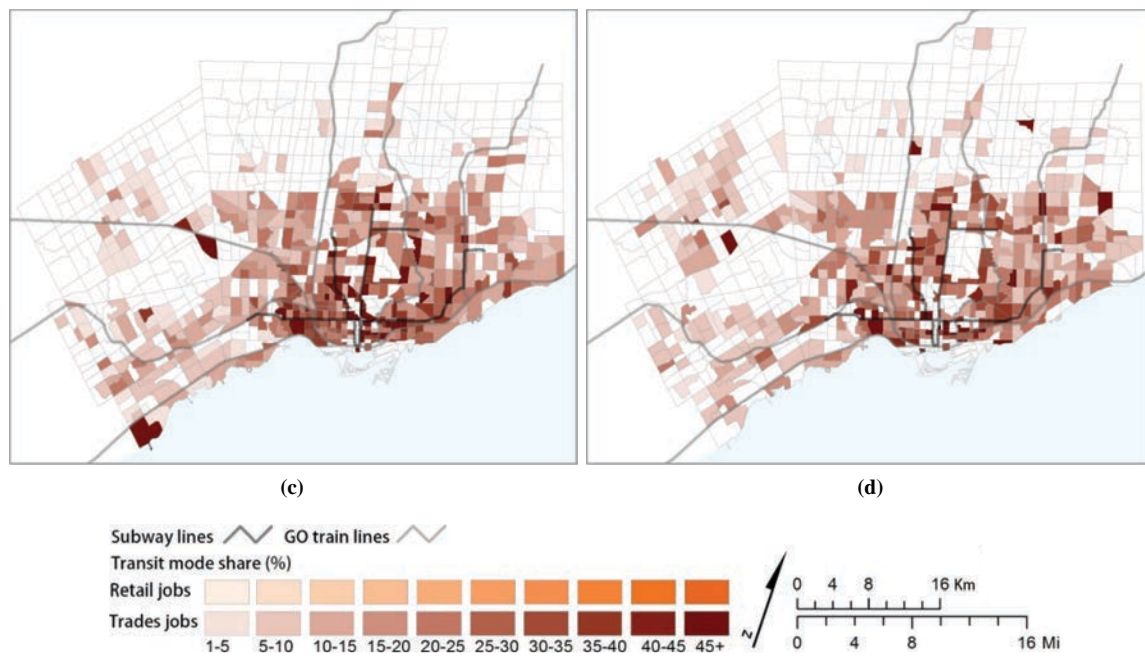 (c)
(d)
Subway lines GO train lines
Transit mode share (%)
Retail jobs
Trades jobs
1-5 5-10 10-15 15-20 20-25 25-30 30-35 35-40 40-45 45+
N
0 4 8 16 Km
0 4 8 16 Mi